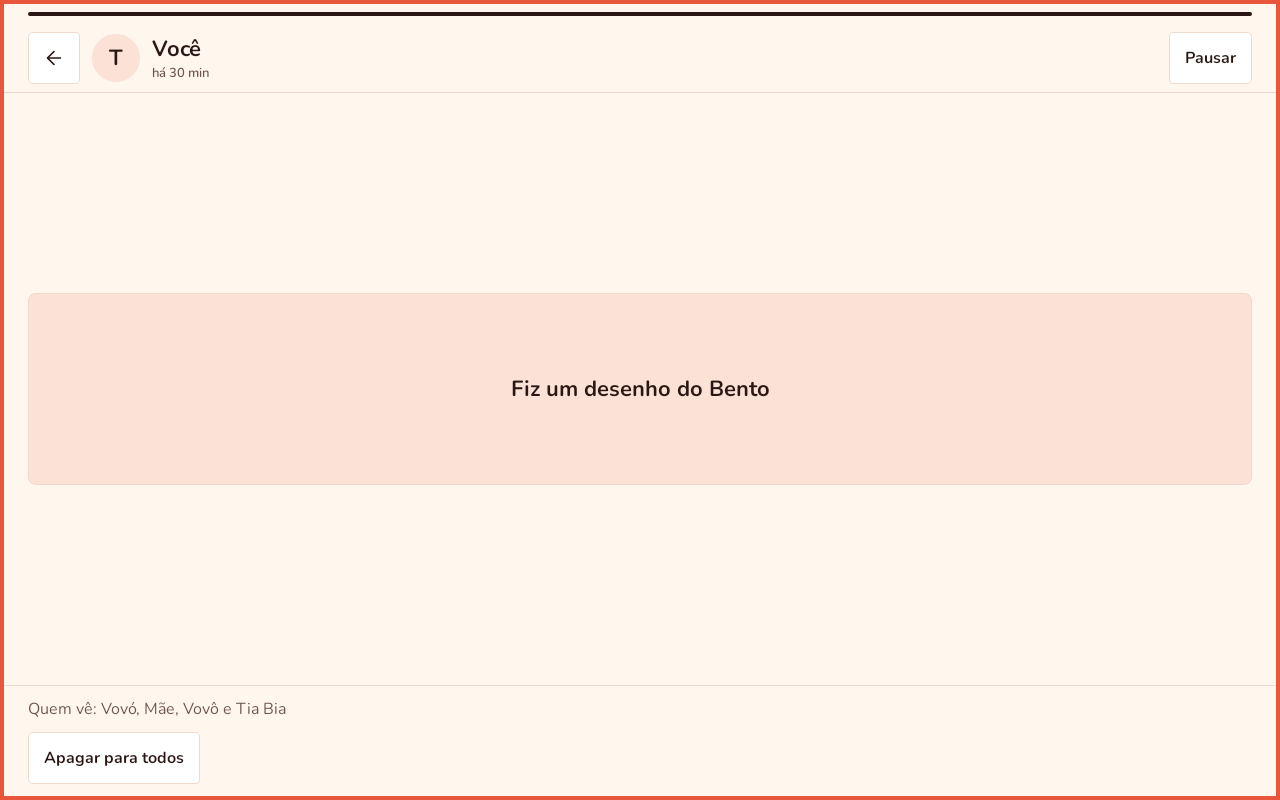 T
Você
há 30 min
Pausar
Fiz um desenho do Bento
Quem vê: Vovó, Mãe, Vovô e Tia Bia
Apagar para todos